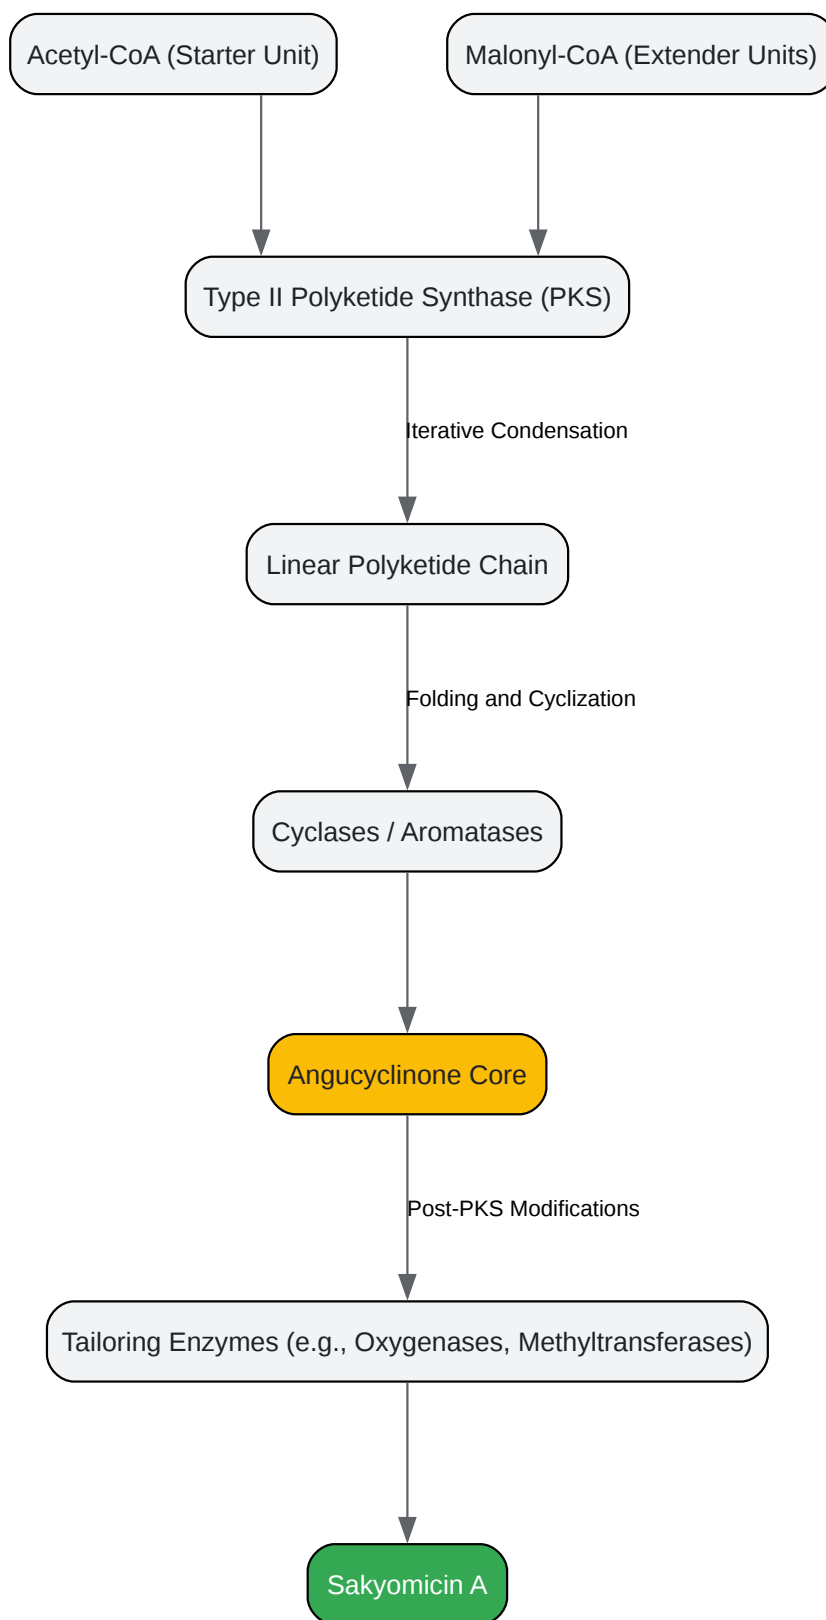 Acetyl-CoA (Starter Unit)
Malonyl-CoA (Extender Units)
Type II Polyketide Synthase (PKS)
Iterative Condensation
Linear Polyketide Chain
Folding and Cyclization
Cyclases / Aromatases
Angucyclinone Core
Post-PKS Modifications
Tailoring Enzymes (e.g., Oxygenases, Methyltransferases)
Sakyomicin A